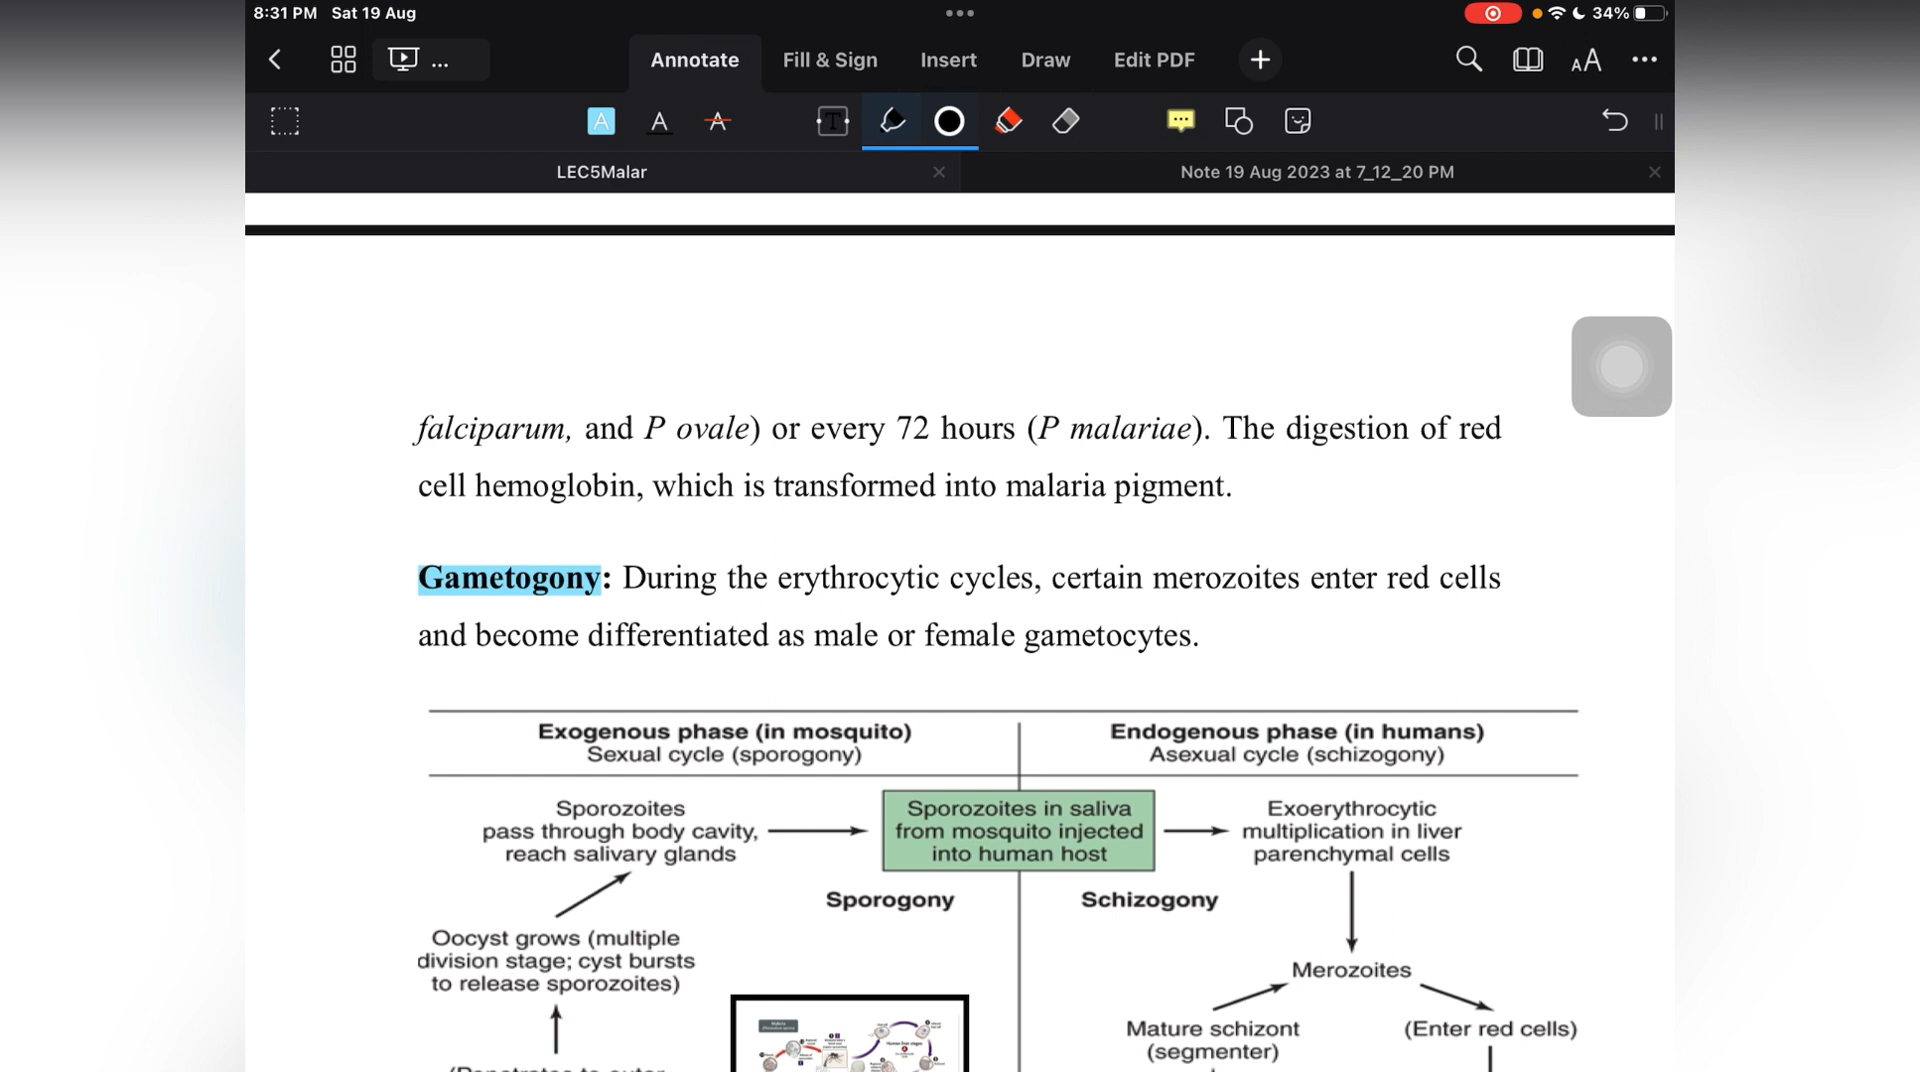 8:31 PM Sat 19 Aug
34%
...
Annotate
Fill & Sign
Insert
Draw
Edit PDF
LEC5Malar
Note 19 Aug 2023 at 7_12_20 PM
falciparum, and P ovale) or every 72 hours (P malariae). The digestion of red
cell hemoglobin, which is transformed into malaria pigment.
Gametogony: During the erythrocytic cycles, certain merozoites enter red cells
and become differentiated as male or female gametocytes.
Exogenous phase (in mosquito)
Sexual cycle (sporogony)
Endogenous phase (in humans)
Asexual cycle (schizogony)
Sporozoites
pass through body cavity,
reach salivary glands
Sporozoites in saliva
from mosquito injected
into human host
Exoerythrocytic
multiplication in liver
parenchymal cells
Sporogony
Schizogony
Oocyst grows (multiple
division stage; cyst bursts
to release sporozoites)
Merozoites
Mature schizont
(segmenter)
(Enter red cells)
(Penetrates to outer